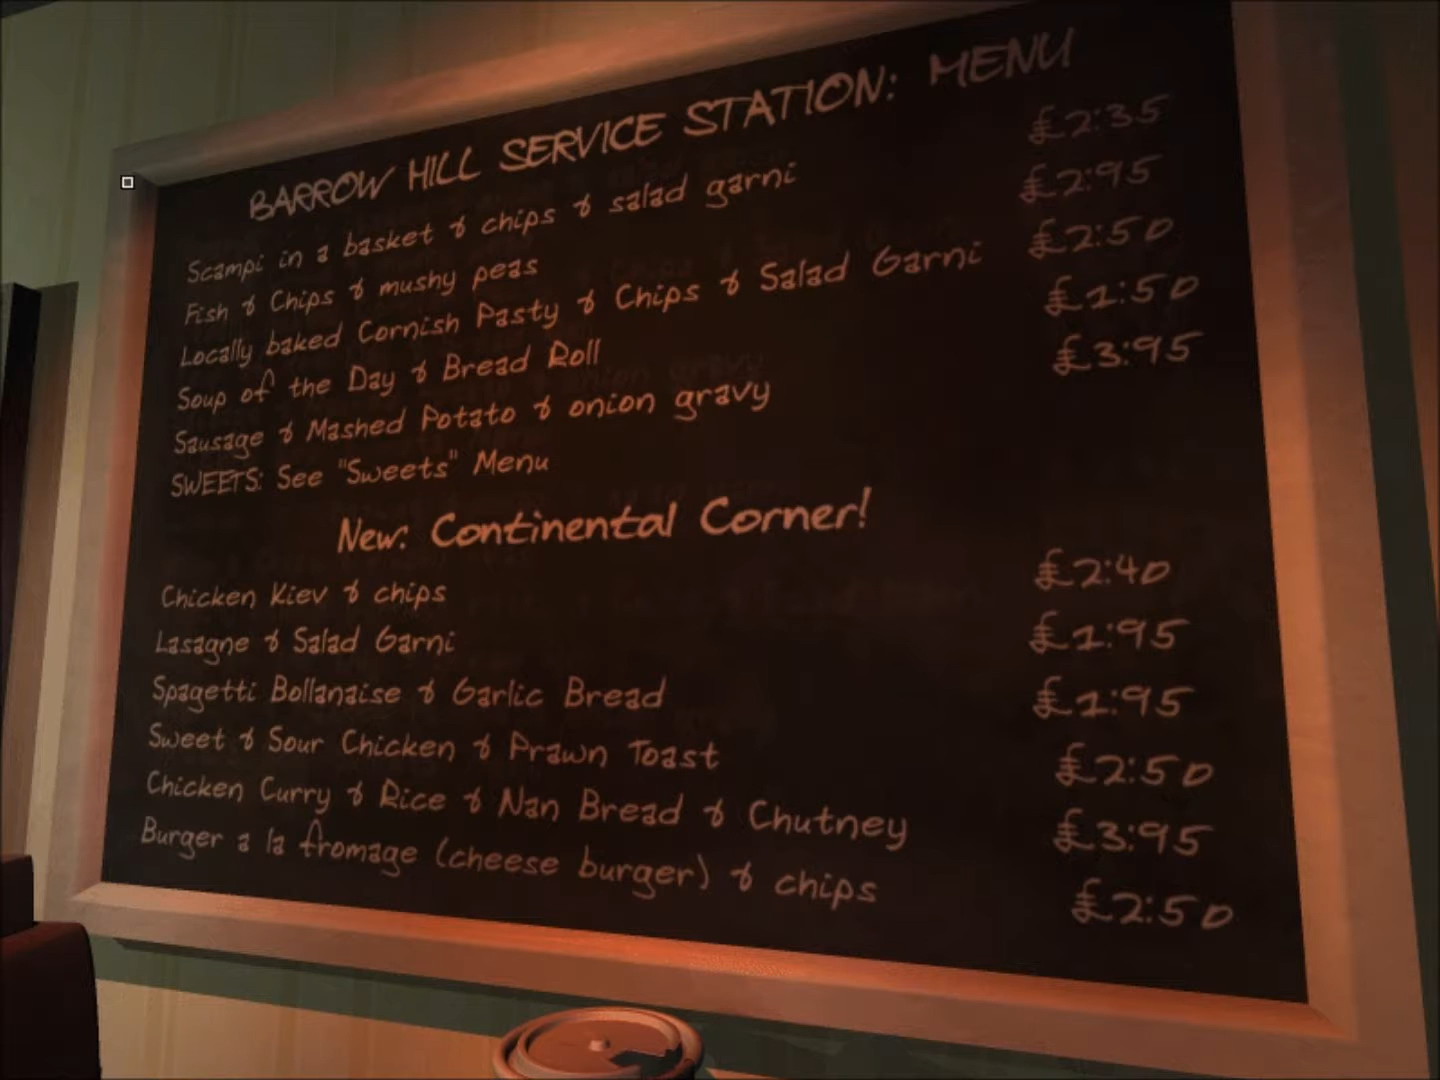 BARROW HILL SERVICE STATION: MENU
Scampi in a basket & chips & salad garni £2:35
Fish & Chips & mushy peas £2:95
Locally baked Cornish Pasty & Chips & Salad Garni £2:50
Soup of the Day & Bread Roll £1:50
Sausage & Mashed Potato & onion gravy £3:95
SWEETS: See "Sweets" Menu
New: Continental Corner!
Chicken Kiev & chips £2:40
Lasagne & Salad Garni £1:95
Spagetti Bollanaise & Garlic Bread £1:95
Sweet & Sour Chicken & Prawn Toast £2:50
Chicken Curry & Rice & Nan Bread & Chutney £3:95
Burger a la fromage (cheese burger) & chips £2:50